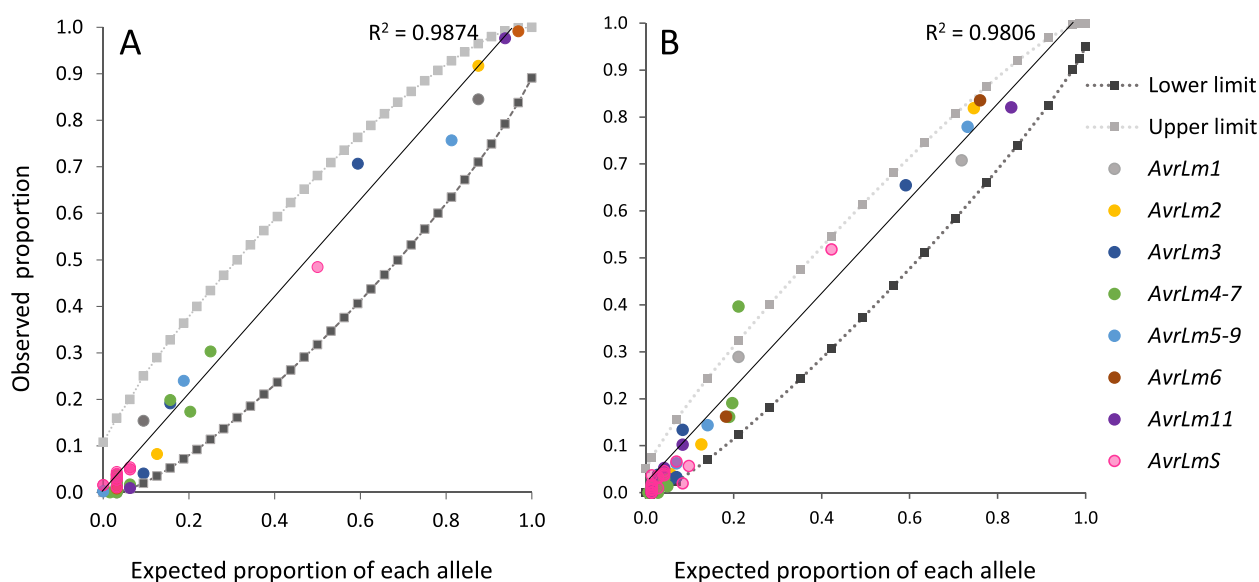 A
R² = 0.9874
1.0
0.9
0.8
0.7
0.6
0.5
0.4
0.3
0.2
0.1
0.0
0.0
0.2
0.4
0.6
0.8
1.0
Observed proportion
Expected proportion of each allele
B
R² = 0.9806
1.0
0.9
0.8
0.7
0.6
0.5
0.4
0.3
0.2
0.1
0.0
0.0
0.2
0.4
0.6
0.8
1.0
Expected proportion of each allele
Lower limit
Upper limit
AvrLm1
AvrLm2
AvrLm3
AvrLm4-7
AvrLm5-9
AvrLm6
AvrLm11
AvrLmS